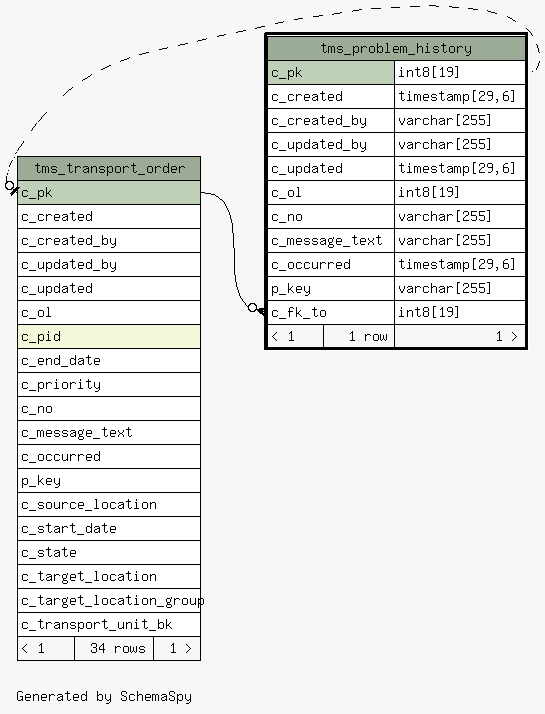 tms_problem_history
c_pk int8[19]
c_created timestamp[29,6]
c_created_by varchar[255]
c_updated_by varchar[255]
c_updated timestamp[29,6]
c_ol int8[19]
c_no varchar[255]
c_message_text varchar[255]
c_occurred timestamp[29,6]
p_key varchar[255]
c_fk_to int8[19]
< 1 1 row 1 >
tms_transport_order
c_pk
c_created
c_created_by
c_updated_by
c_updated
c_ol
c_pid
c_end_date
c_priority
c_no
c_message_text
c_occurred
p_key
c_source_location
c_start_date
c_state
c_target_location
c_target_location_group
c_transport_unit_bk
< 1 34 rows 1 >
Generated by SchemaSpy